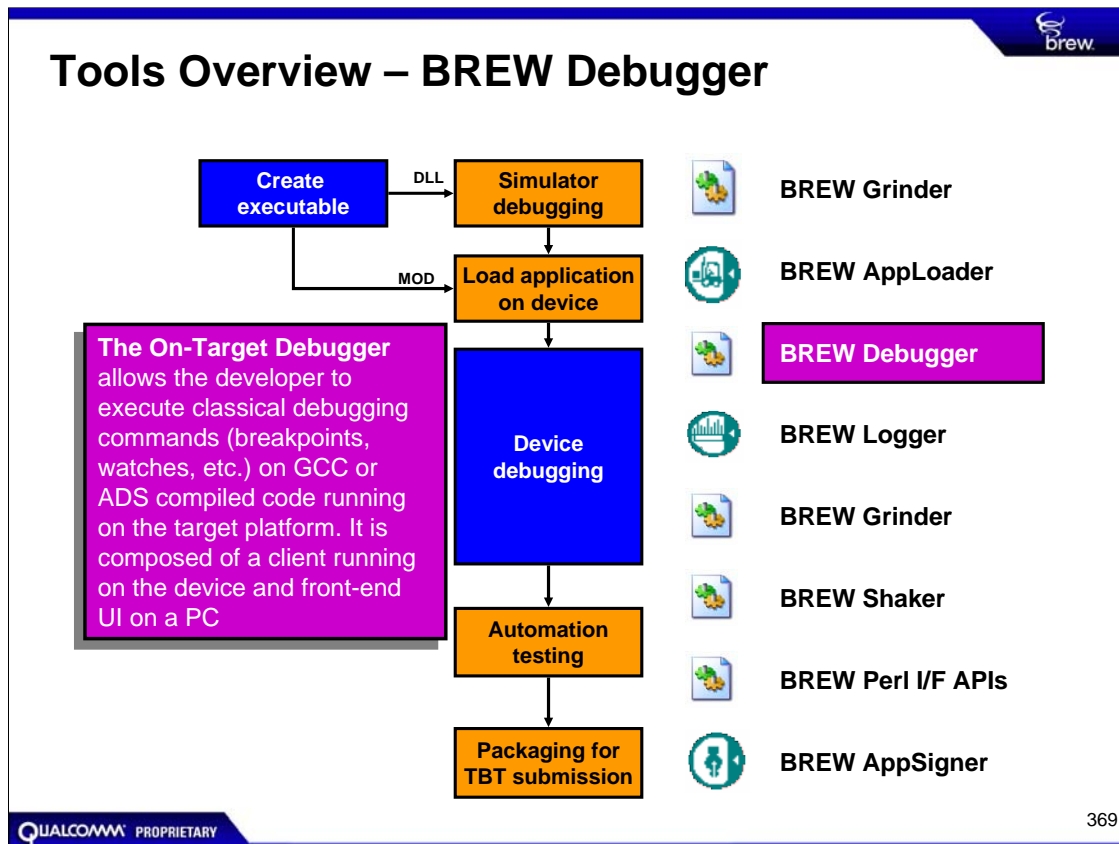 brew
Tools Overview – BREW Debugger
Create
executable
DLL
Simulator
debugging
MOD
Load application
on device
The On-Target Debugger
allows the developer to
execute classical debugging
commands (breakpoints,
watches, etc.) on GCC or
ADS compiled code running
on the target platform. It is
composed of a client running
on the device and front-end
UI on a PC
Device
debugging
Automation
testing
Packaging for
TBT submission
BREW Grinder
BREW AppLoader
BREW Debugger
BREW Logger
BREW Grinder
BREW Shaker
BREW Perl I/F APIs
BREW AppSigner
QUALCOMM PROPRIETARY
369